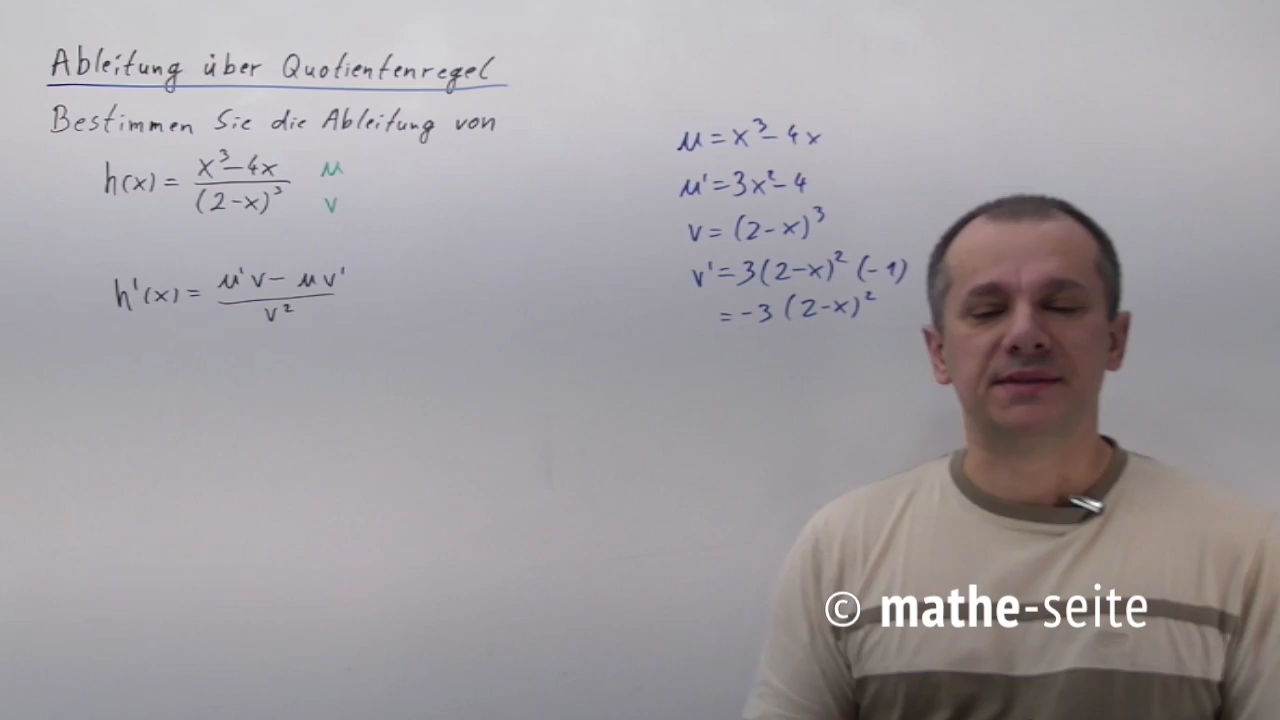 Ableitung über Quotientenregel
Bestimmen Sie die Ableitung von
h(x) = (x³-4x)/((2-x)³)
u
v
h'(x) = (u'v - uv')/(v²)
u = x³-4x
u' = 3x²-4
v = (2-x)³
v' = 3(2-x)² (-1)
= -3 (2-x)²
© mathe-seite